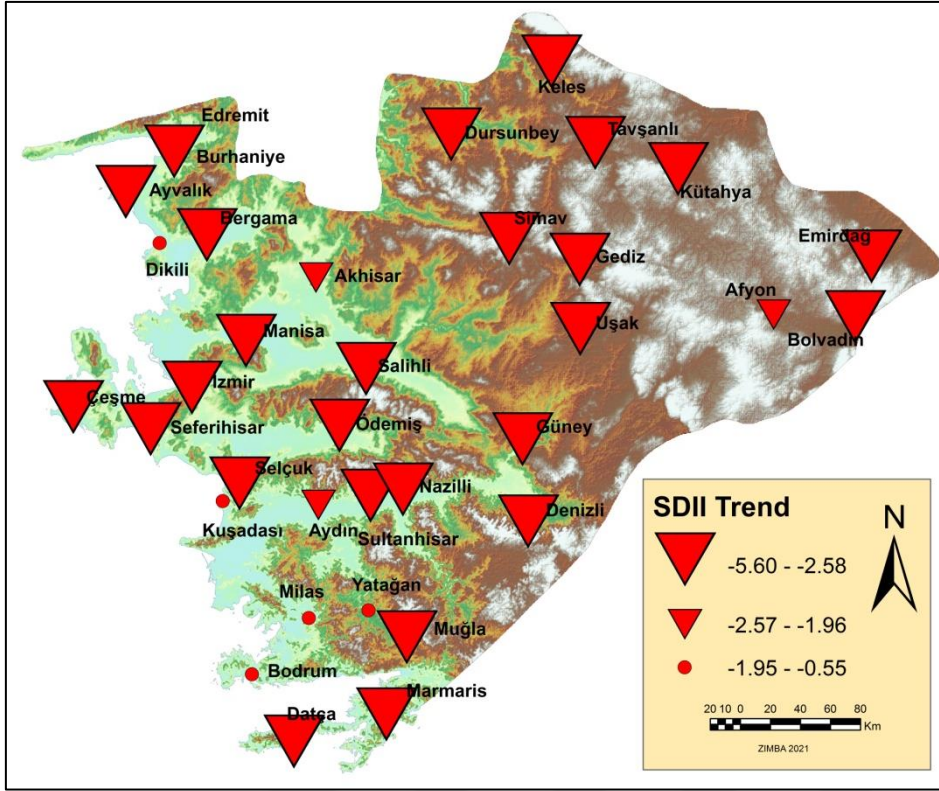 Keles
Edremit
Dursunbey
Tavşanlı
Burhaniye
Ayvalık
Kütahya
Bergama
Simav
Emirdağ
Dikili
Gediz
Akhisar
Afyon
Manisa
Uşak
Bolvadin
Salihli
İzmir
Çeşme
Seferihisar
Ödemiş
Güney
Selçuk
Nazilli
Kuşadası
Aydın
Denizli
Sultanhisar
Milas
Yatağan
Muğla
Bodrum
Marmaris
Datça
SDII Trend
N
-5.60 - -2.58
-2.57 - -1.96
-1.95 - -0.55
20 10 0 20 40 60 80
Km
ZIMBA 2021